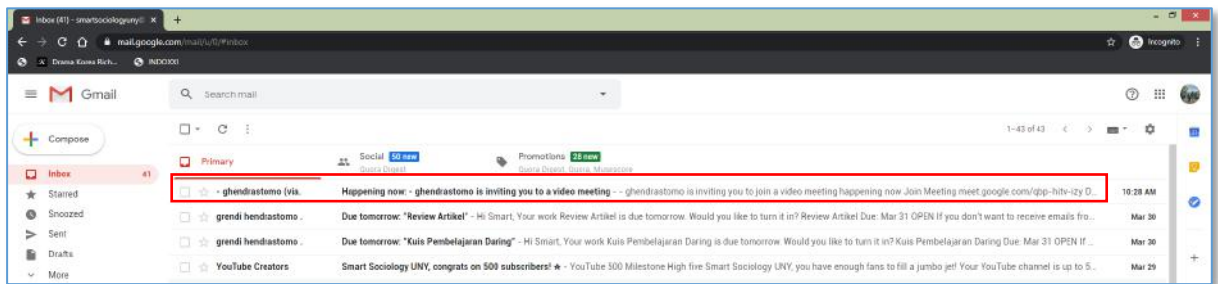 Inbox (41) - smartsociologyuny@
mail.google.com/mail/u/0/#inbox
Incognito
Drama Korea Rich...
INDOXXI
Gmail
Search mail
Compose
1-43 of 43
Primary
Social 50 new
Quora Digest
Promotions 28 new
Quora Digest, Quora, Musescore
Inbox 41
- ghendrastomo (via. Happening now: - ghendrastomo is inviting you to a video meeting - - ghendrastomo is inviting you to join a video meeting happening now Join Meeting meet.google.com/qbp-hitv-izy D... 10:28 AM
Starred
Snoozed
grendi hendrastomo . Due tomorrow: "Review Artikel" - Hi Smart, Your work Review Artikel is due tomorrow. Would you like to turn it in? Review Artikel Due: Mar 31 OPEN If you don't want to receive emails fro... Mar 30
Sent
grendi hendrastomo . Due tomorrow: "Kuis Pembelajaran Daring" - Hi Smart, Your work Kuis Pembelajaran Daring is due tomorrow. Would you like to turn it in? Kuis Pembelajaran Daring Due: Mar 31 OPEN If ... Mar 30
Drafts
More
YouTube Creators Smart Sociology UNY, congrats on 500 subscribers! ★ - YouTube 500 Milestone High five Smart Sociology UNY, you have enough fans to fill a jumbo jet! Your YouTube channel is up to 5... Mar 29